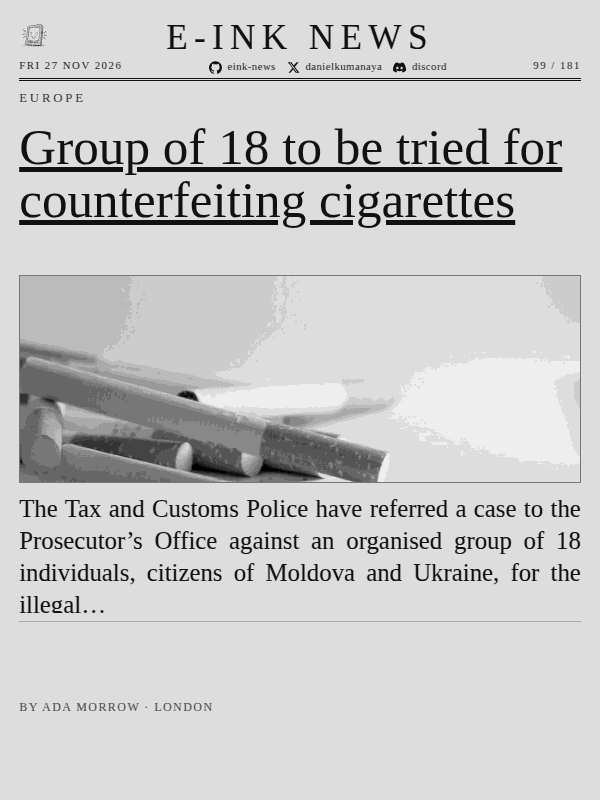 E-INK NEWS
FRI 27 NOV 2026
eink-news danielkumanaya discord
99 / 181
EUROPE
Group of 18 to be tried for
counterfeiting cigarettes
The Tax and Customs Police have referred a case to the
Prosecutor’s Office against an organised group of 18
individuals, citizens of Moldova and Ukraine, for the
illegal…
BY ADA MORROW · LONDON